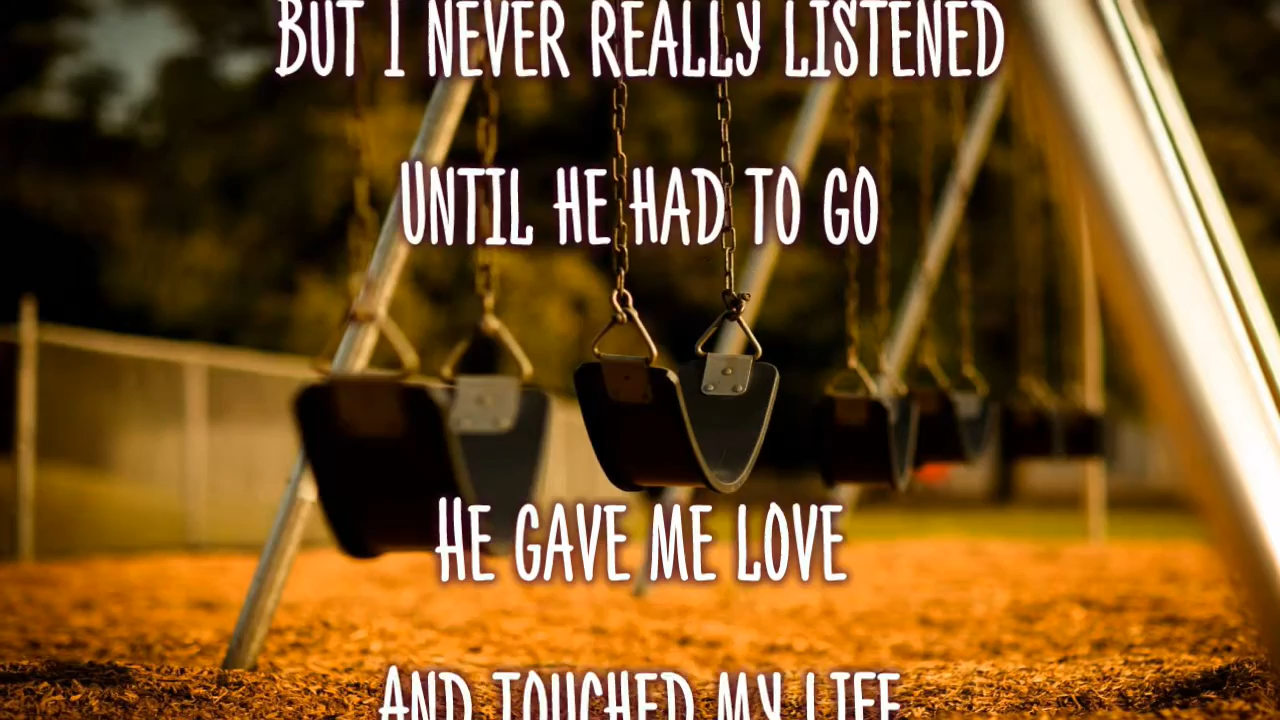 BUT I NEVER REALLY LISTENED
UNTIL HE HAD TO GO
HE GAVE ME LOVE
AND TOUCHED MY LIFE